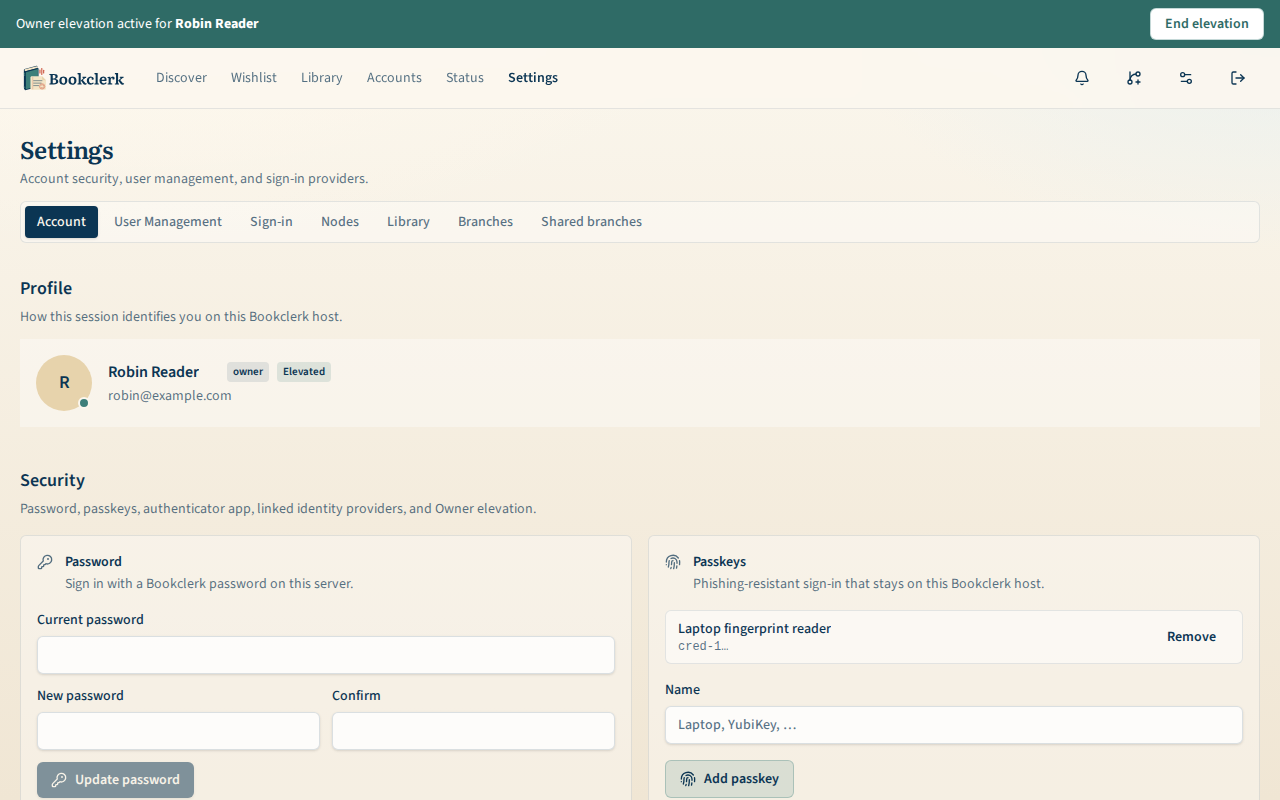 Owner elevation active for Robin Reader
End elevation
Bookclerk
Discover
Wishlist
Library
Accounts
Status
Settings
Settings
Account security, user management, and sign-in providers.
Account
User Management
Sign-in
Nodes
Library
Branches
Shared branches
Profile
How this session identifies you on this Bookclerk host.
R
Robin Reader
owner
Elevated
robin@example.com
Security
Password, passkeys, authenticator app, linked identity providers, and Owner elevation.
Password
Sign in with a Bookclerk password on this server.
Current password
New password
Confirm
Update password
Passkeys
Phishing-resistant sign-in that stays on this Bookclerk host.
Laptop fingerprint reader
cred-1…
Remove
Name
Laptop, YubiKey, …
Add passkey